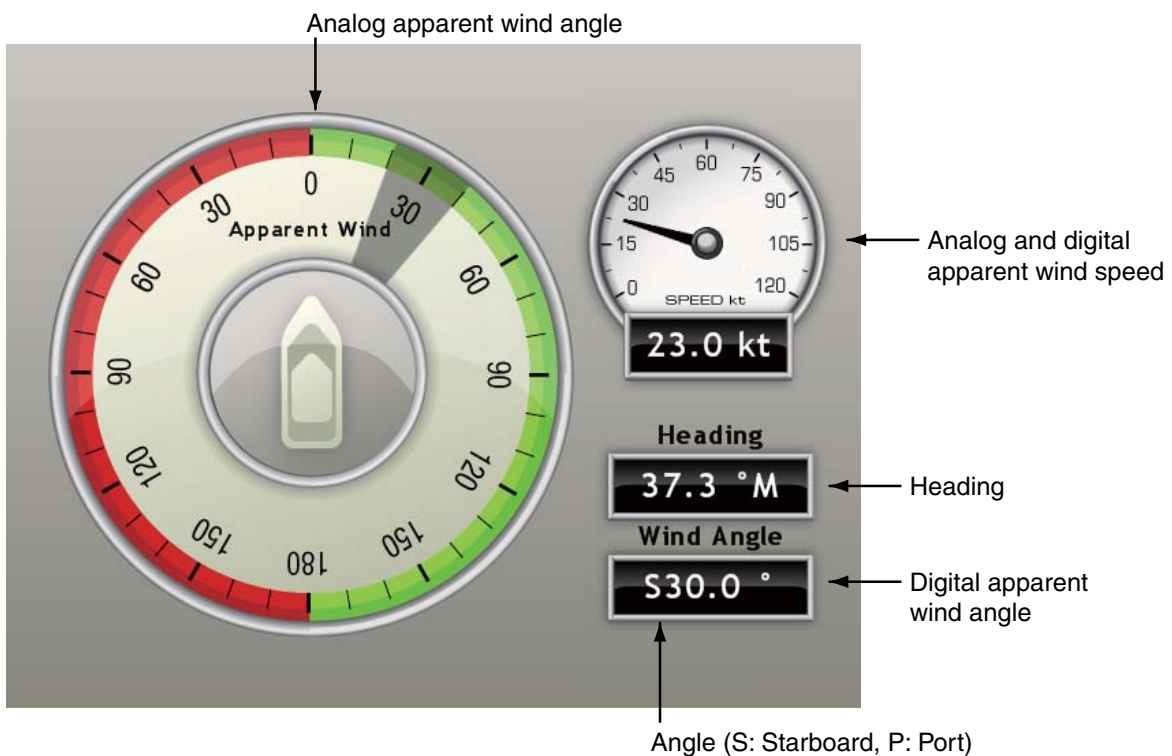 Analog apparent wind angle
0
30
30
60
60
90
90
120
120
150
150
180
Apparent Wind
0
15
30
45
60
75
90
105
120
SPEED kt
23.0 kt
Analog and digital
apparent wind speed
Heading
37.3 °M
Heading
Wind Angle
S30.0 °
Digital apparent
wind angle
Angle (S: Starboard, P: Port)